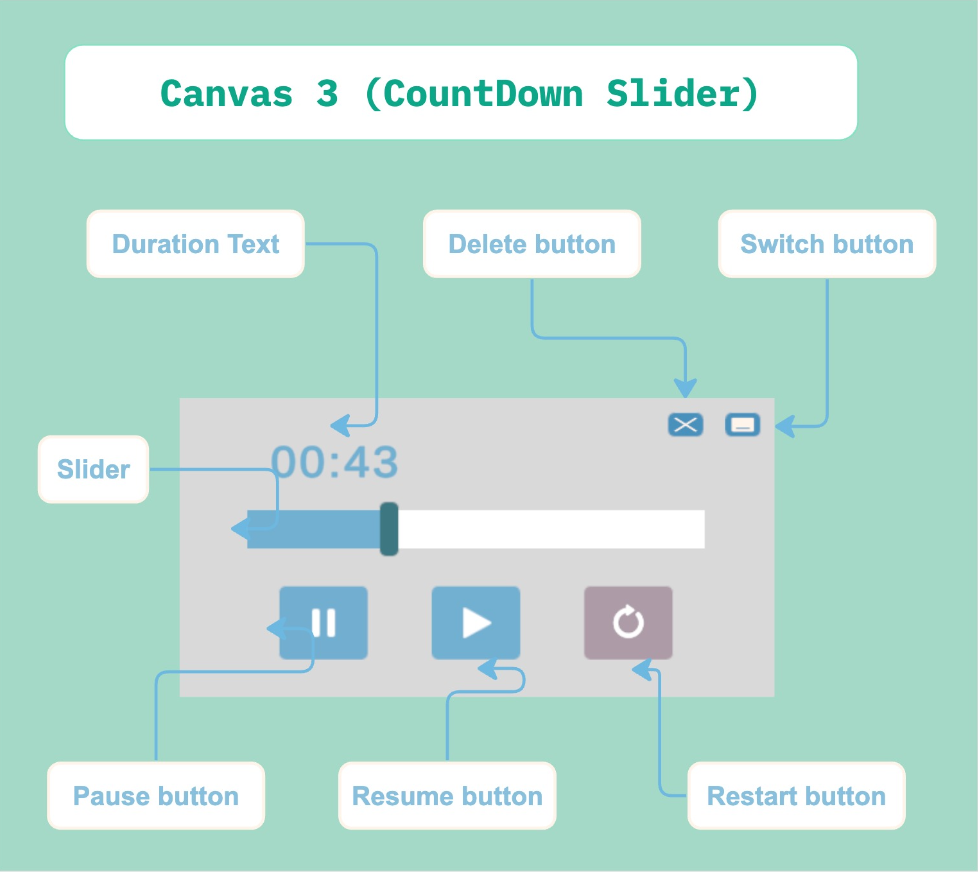 Canvas 3 (CountDown Slider)
Duration Text
Delete button
Switch button
00:43
Slider
Pause button
Resume button
Restart button